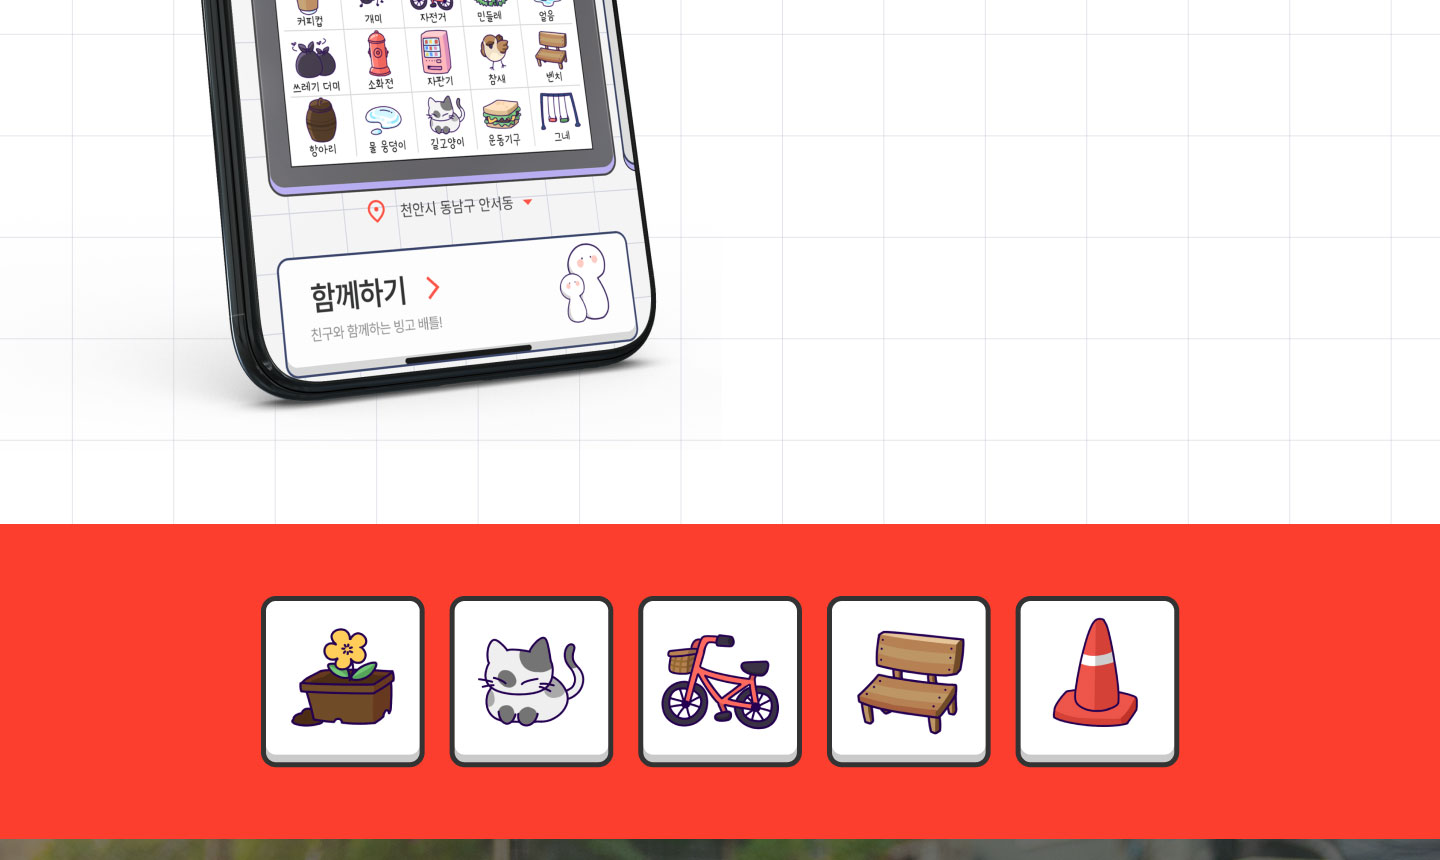 커피컵 개미 자전거 민들레 얼음
쓰레기 더미 소화전 자판기 참새 벤치
항아리 물 웅덩이 길고양이 운동기구 그네
천안시 동남구 안서동
함께하기
친구와 함께하는 빙고 배틀!